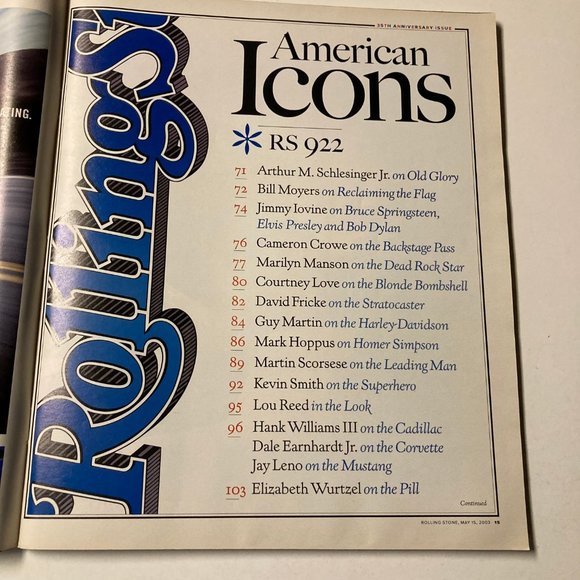 ATING.
Rolling St
35TH ANNIVERSARY ISSUE
American
Icons
* RS 922
71 Arthur M. Schlesinger Jr. on Old Glory
72 Bill Moyers on Reclaiming the Flag
74 Jimmy Iovine on Bruce Springsteen,
Elvis Presley and Bob Dylan
76 Cameron Crowe on the Backstage Pass
77 Marilyn Manson on the Dead Rock Star
80 Courtney Love on the Blonde Bombshell
82 David Fricke on the Stratocaster
84 Guy Martin on the Harley-Davidson
86 Mark Hoppus on Homer Simpson
89 Martin Scorsese on the Leading Man
92 Kevin Smith on the Superhero
95 Lou Reed in the Look
96 Hank Williams III on the Cadillac
Dale Earnhardt Jr. on the Corvette
Jay Leno on the Mustang
103 Elizabeth Wurtzel on the Pill
Continued
ROLLING STONE, MAY 15, 2003 15